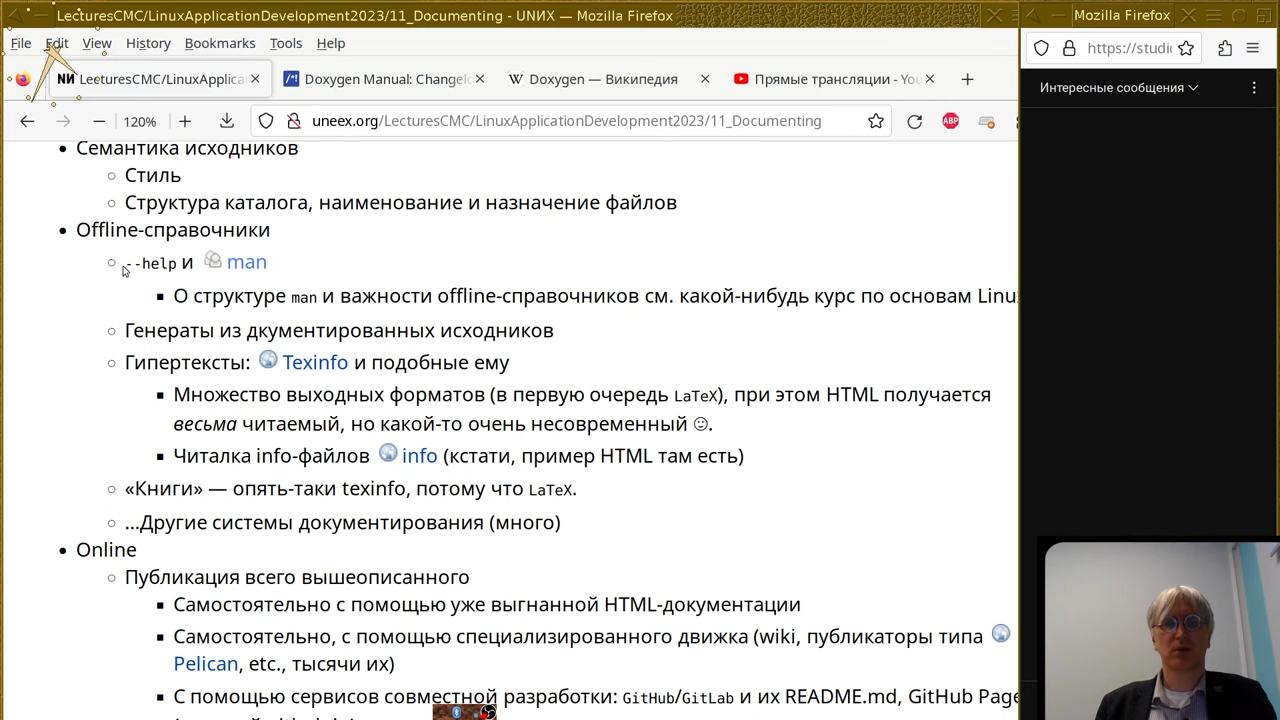 LecturesCMC/LinuxApplicationDevelopment2023/11_Documenting - UNИX — Mozilla Firefox
Mozilla Firefox
File Edit View History Bookmarks Tools Help
https://studi
LecturesCMC/LinuxApplica
Doxygen Manual: Changelo
Doxygen — Википедия
Прямые трансляции - You
Интересные сообщения
120%
uneex.org/LecturesCMC/LinuxApplicationDevelopment2023/11_Documenting
ABP
Семантика исходников
Стиль
Структура каталога, наименование и назначение файлов
Offline-справочники
--help и man
О структуре man и важности offline-справочников см. какой-нибудь курс по основам Linu
Генераты из дкументированных исходников
Гипертексты: Texinfo и подобные ему
Множество выходных форматов (в первую очередь LaTeX), при этом HTML получается
весьма читаемый, но какой-то очень несовременный ☺.
Читалка info-файлов info (кстати, пример HTML там есть)
«Книги» — опять-таки texinfo, потому что LaTeX.
…Другие системы документирования (много)
Online
Публикация всего вышеописанного
Самостоятельно с помощью уже выгнанной HTML-документации
Самостоятельно, с помощью специализированного движка (wiki, публикаторы типа
Pelican, etc., тысячи их)
С помощью сервисов совместной разработки: GitHub/GitLab и их README.md, GitHub Page